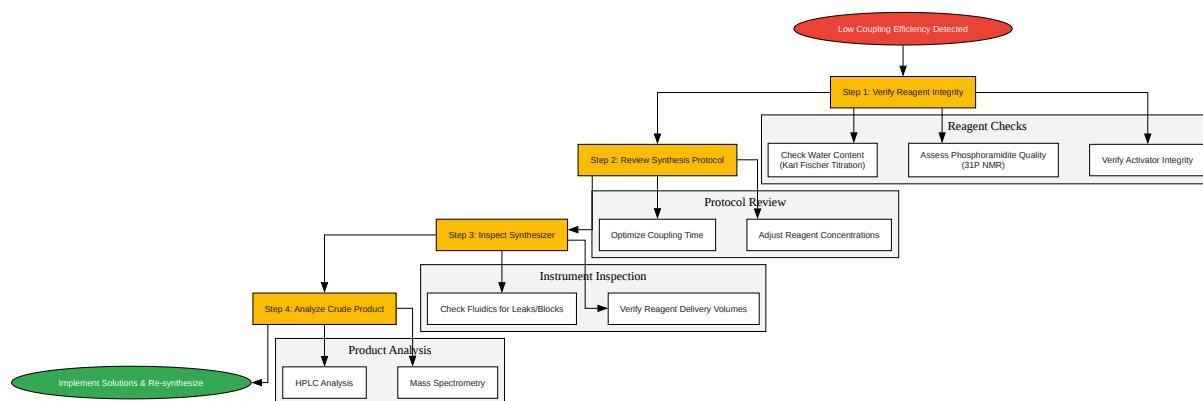 Low Coupling Efficiency Detected
Step 1: Verify Reagent Integrity
Reagent Checks
Check Water Content
(Karl Fischer Titration)
Assess Phosphoramidite Quality
(31P NMR)
Verify Activator Integrity
Step 2: Review Synthesis Protocol
Protocol Review
Optimize Coupling Time
Adjust Reagent Concentrations
Step 3: Inspect Synthesizer
Instrument Inspection
Check Fluidics for Leaks/Blocks
Verify Reagent Delivery Volumes
Step 4: Analyze Crude Product
Product Analysis
HPLC Analysis
Mass Spectrometry
Implement Solutions & Re-synthesize